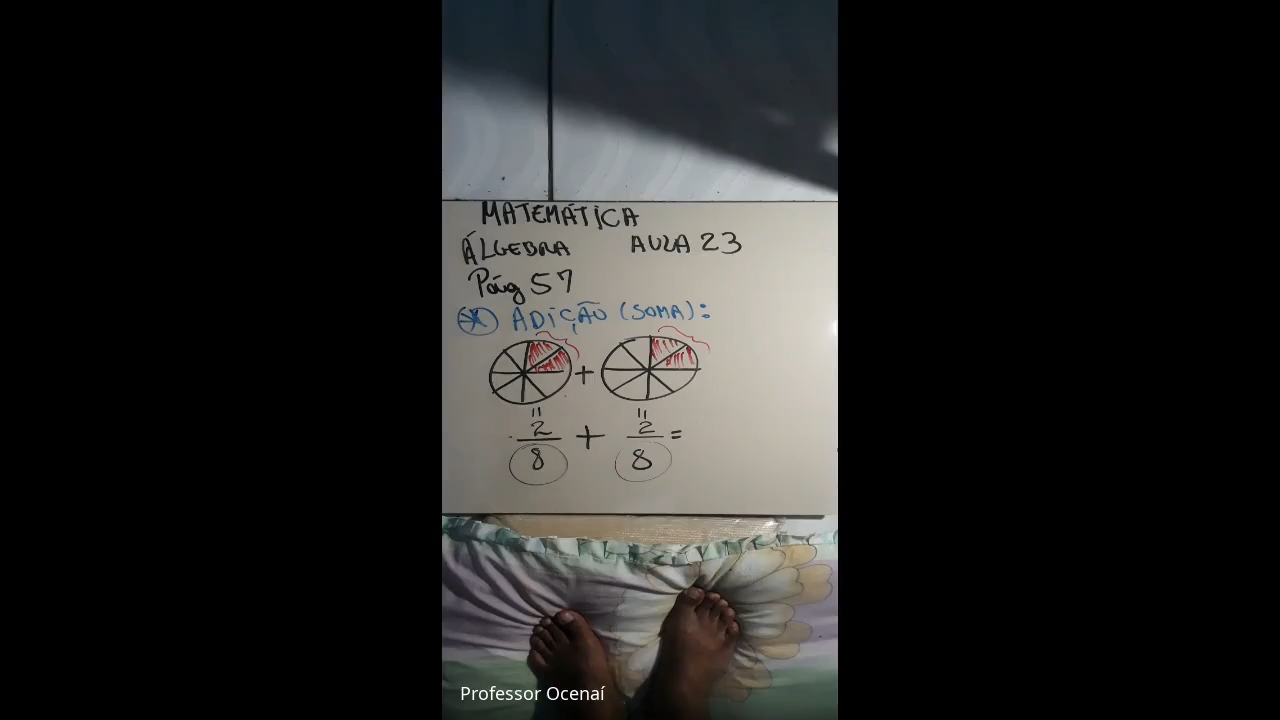 MATEMÁTICA
ÁLGEBRA AULA 23
Pág 57
ADIÇÃO (SOMA):
+
= =
2/8 + 2/8 =
Professor Ocenaí